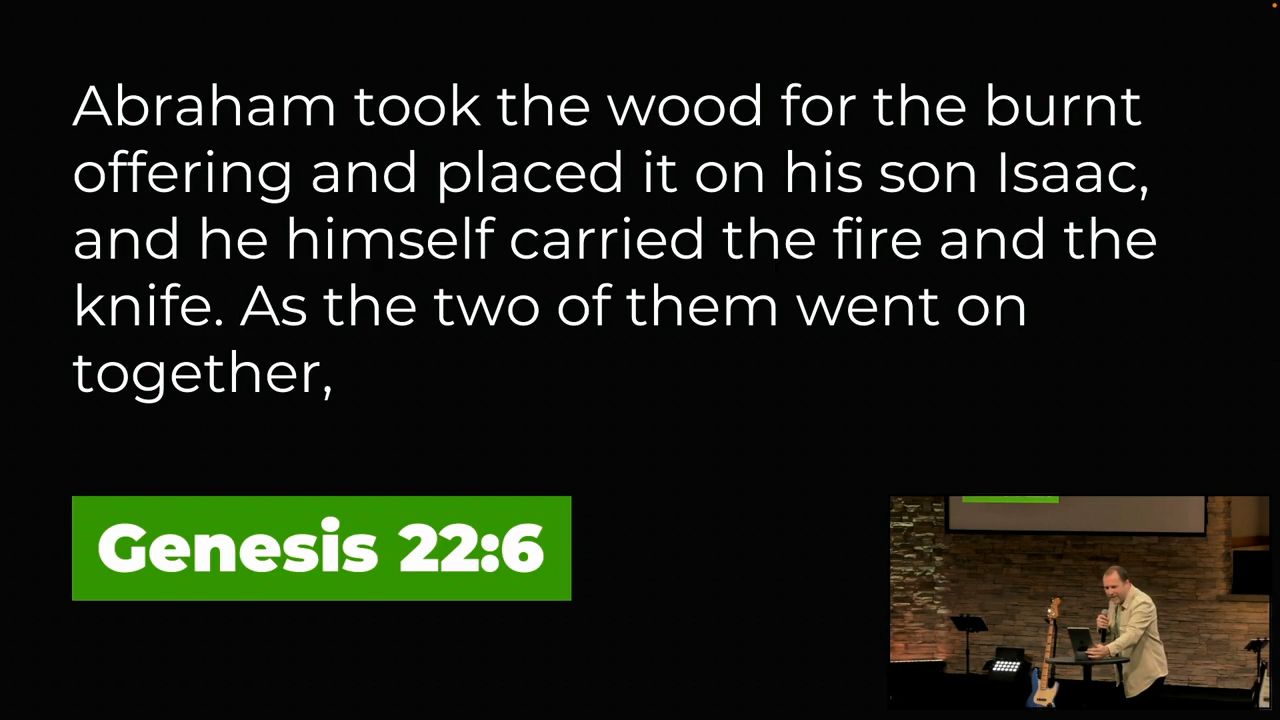 Abraham took the wood for the burnt
offering and placed it on his son Isaac,
and he himself carried the fire and the
knife. As the two of them went on
together,
Genesis 22:6